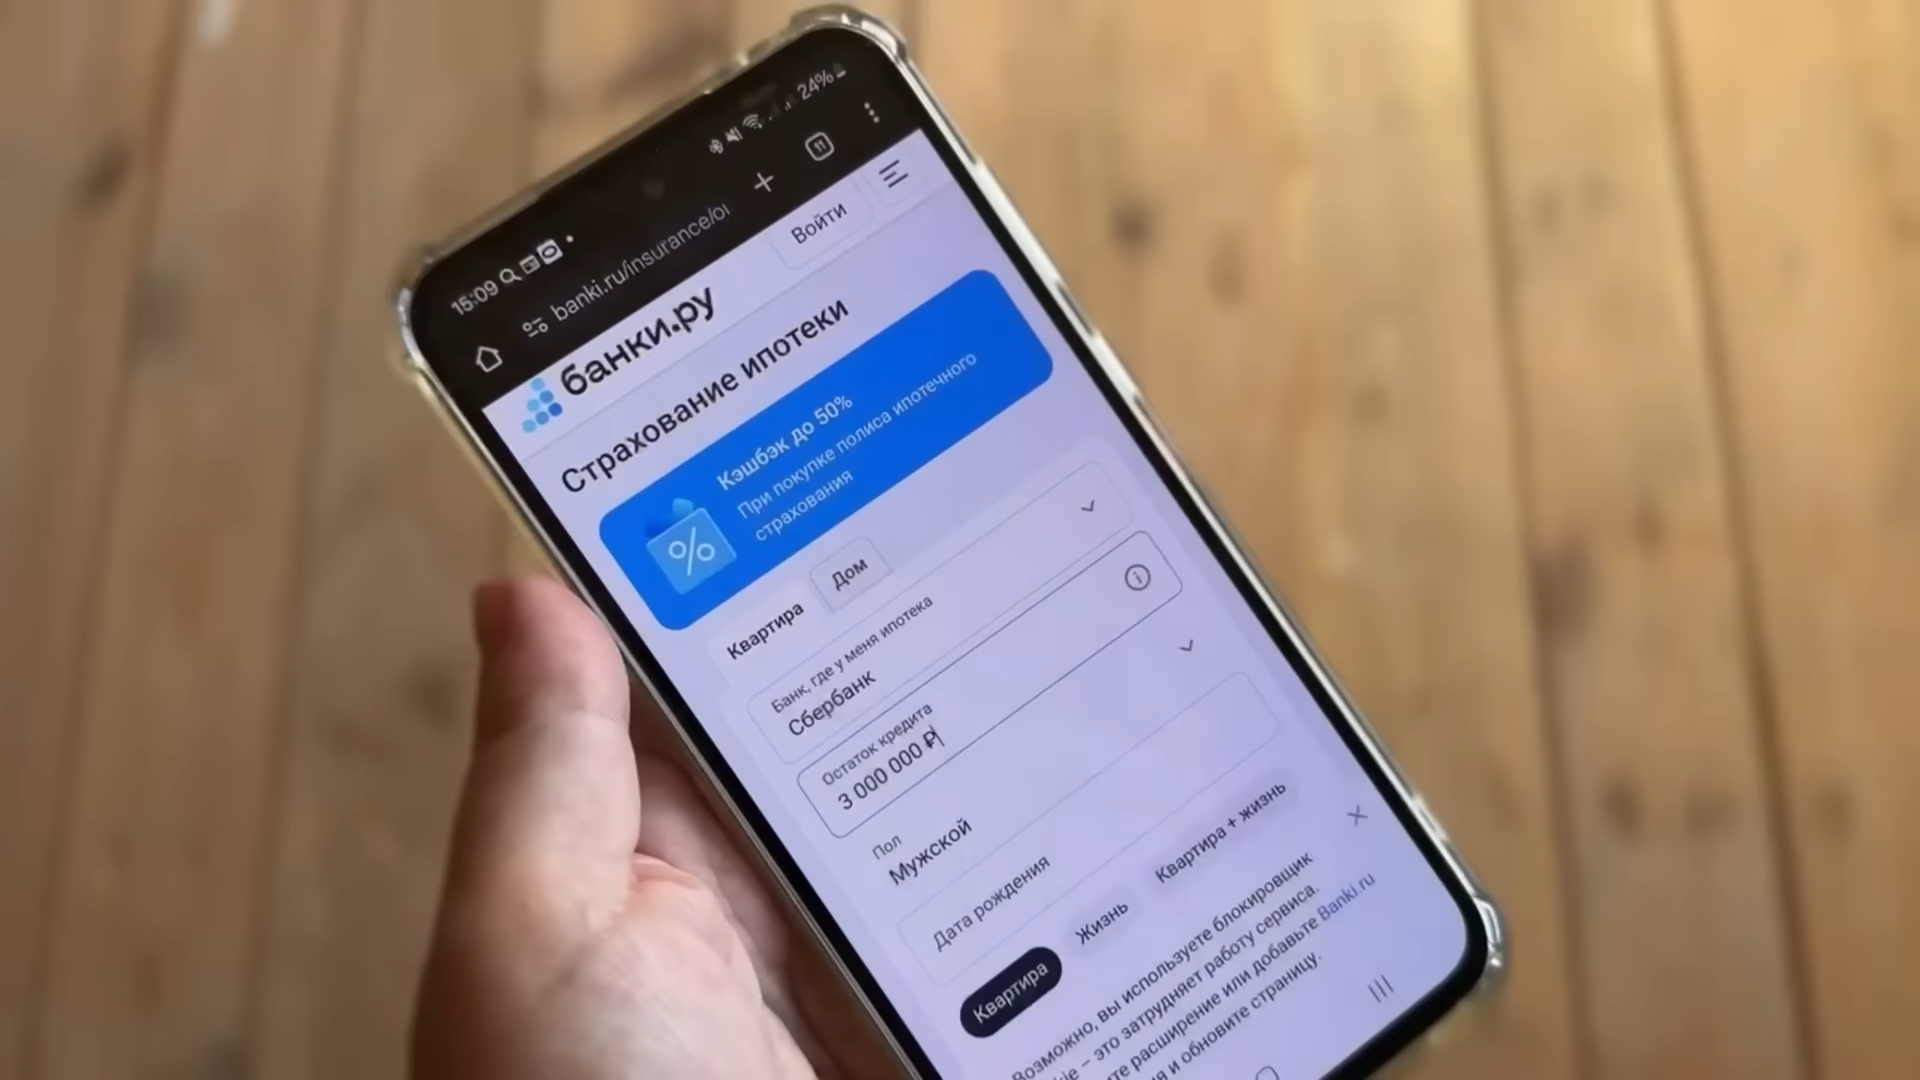 15:09
24%
banki.ru/insurance/
11
банки.ру
Войти
Страхование ипотеки
Кэшбэк до 50%
При покупке полиса ипотечного
страхования
%
Квартира
Дом
Банк, где у меня ипотека
Сбербанк
Остаток кредита
3 000 000 ₽
Пол
Мужской
Дата рождения
Квартира
Жизнь
Квартира + жизнь
Возможно, вы используете блокировщик
– это затрудняет работу сервиса.
расширение или добавьте Banki.ru
и обновите страницу.